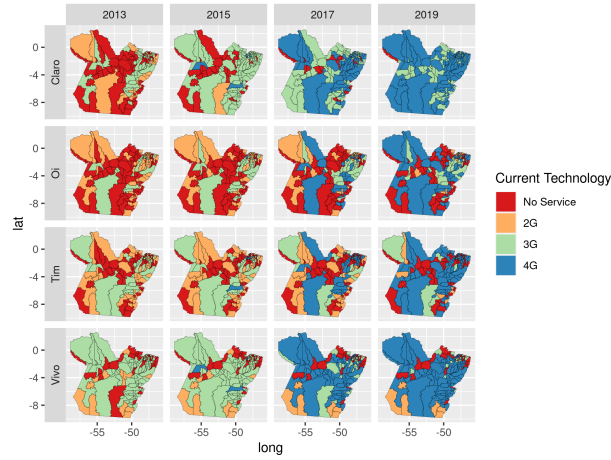 2013 2015 2017 2019
Claro
0
-4
-8
Oi
0
-4
-8
Tim
0
-4
-8
Vivo
0
-4
-8
-55 -50 -55 -50 -55 -50 -55 -50
long
lat
Current Technology
No Service
2G
3G
4G